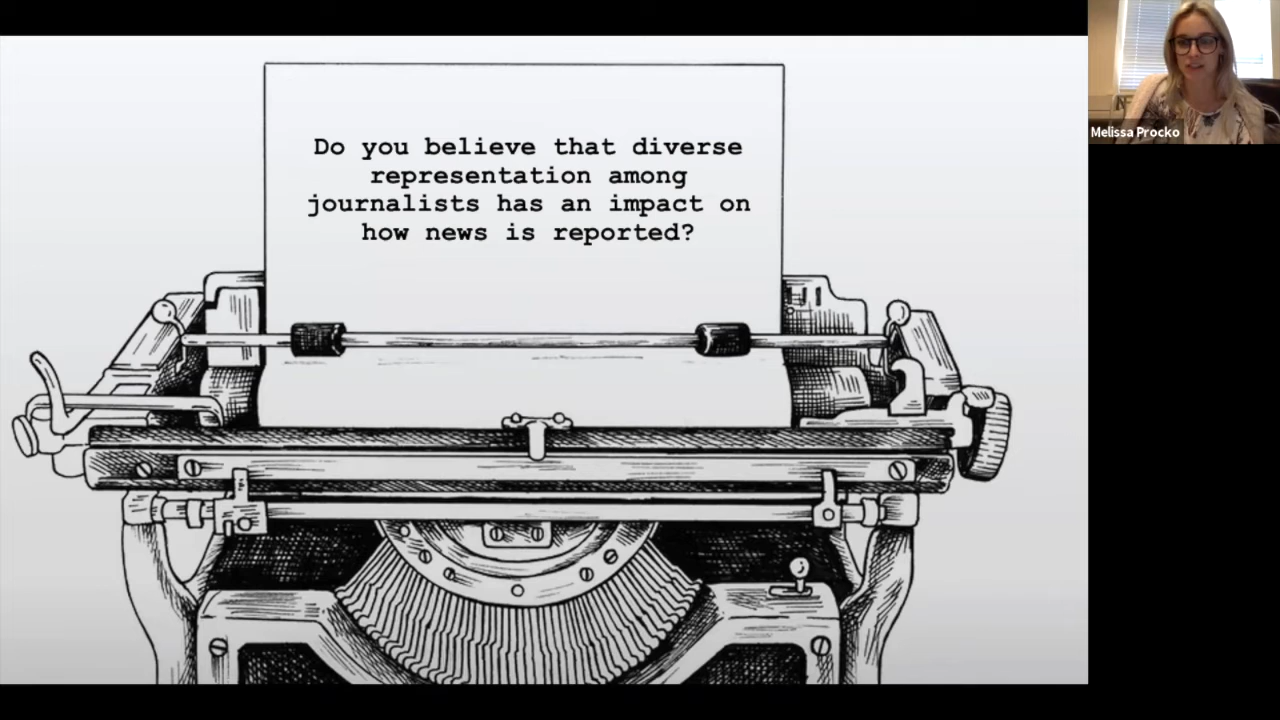 Do you believe that diverse
representation among
journalists has an impact on
how news is reported?
Melissa Procko